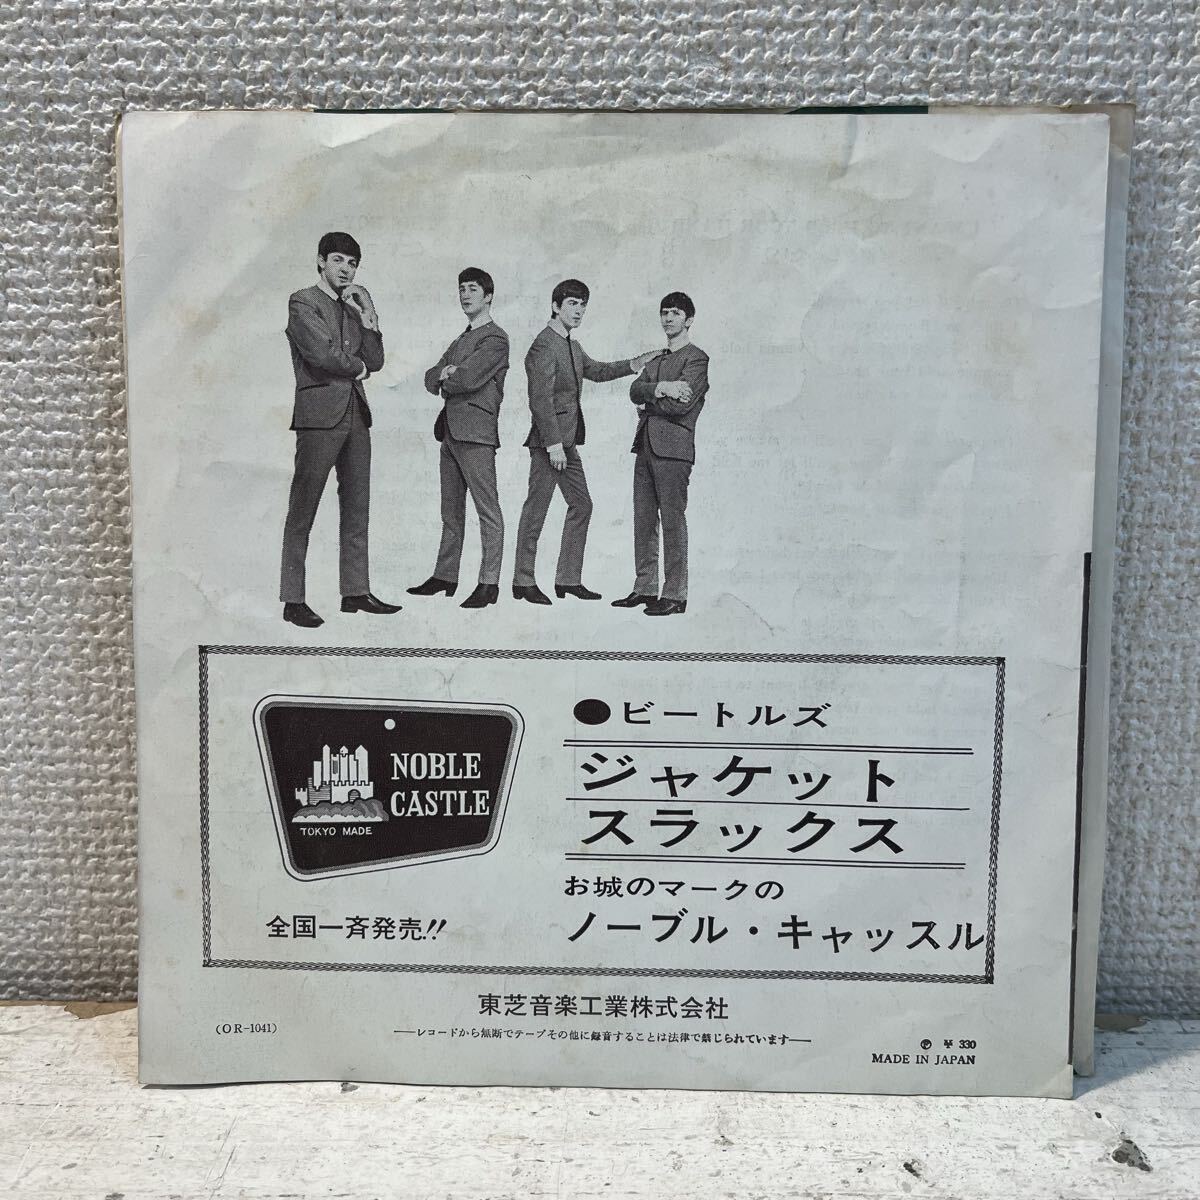 NOBLE
CASTLE
TOKYO MADE
全国一斉発売!!
●ビートルズ
ジャケット
スラックス
お城のマークの
ノーブル・キャッスル
東芝音楽工業株式会社
(OR-1041)
——レコードから無断でテープその他に録音することは法律で禁じられています——
Ⓟ ¥ 330
MADE IN JAPAN